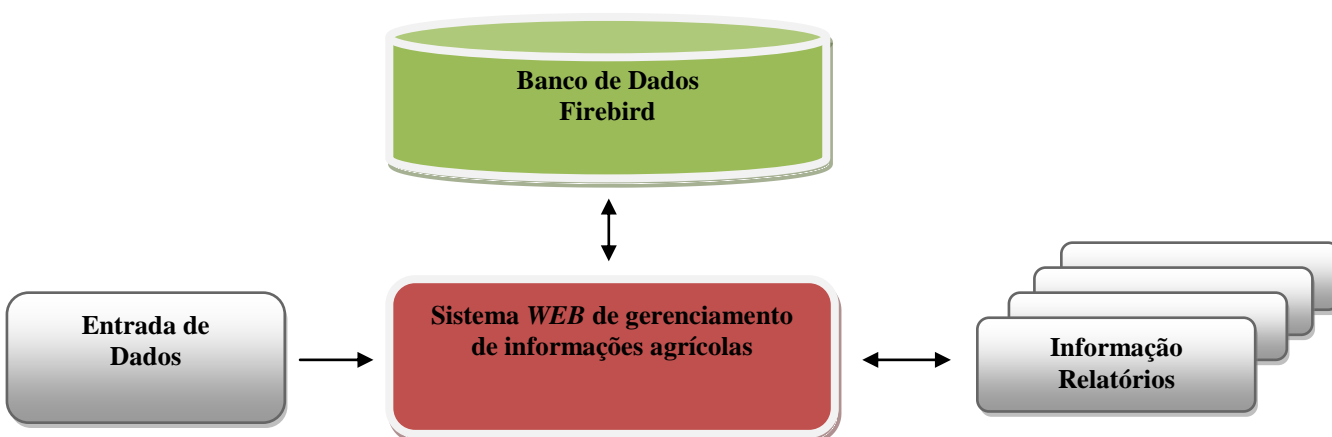 Banco de Dados
Firebird
Entrada de
Dados
Sistema WEB de gerenciamento
de informações agrícolas
Informação
Relatórios